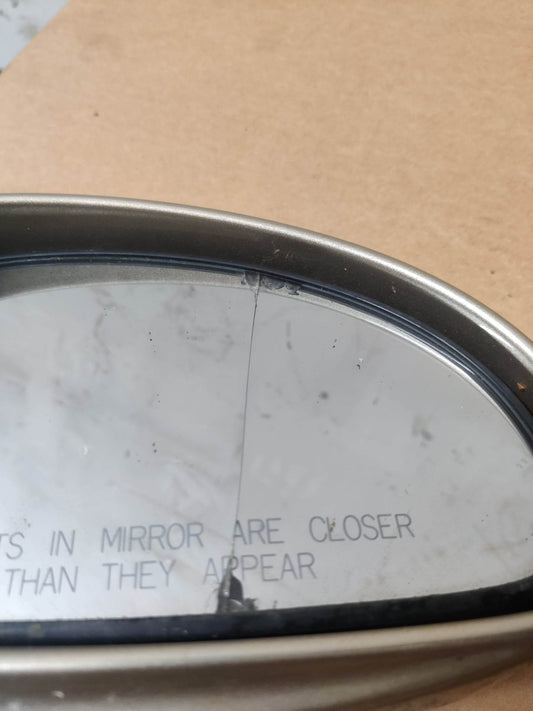 TS IN MIRROR ARE CLOSER
THAN THEY APPEAR